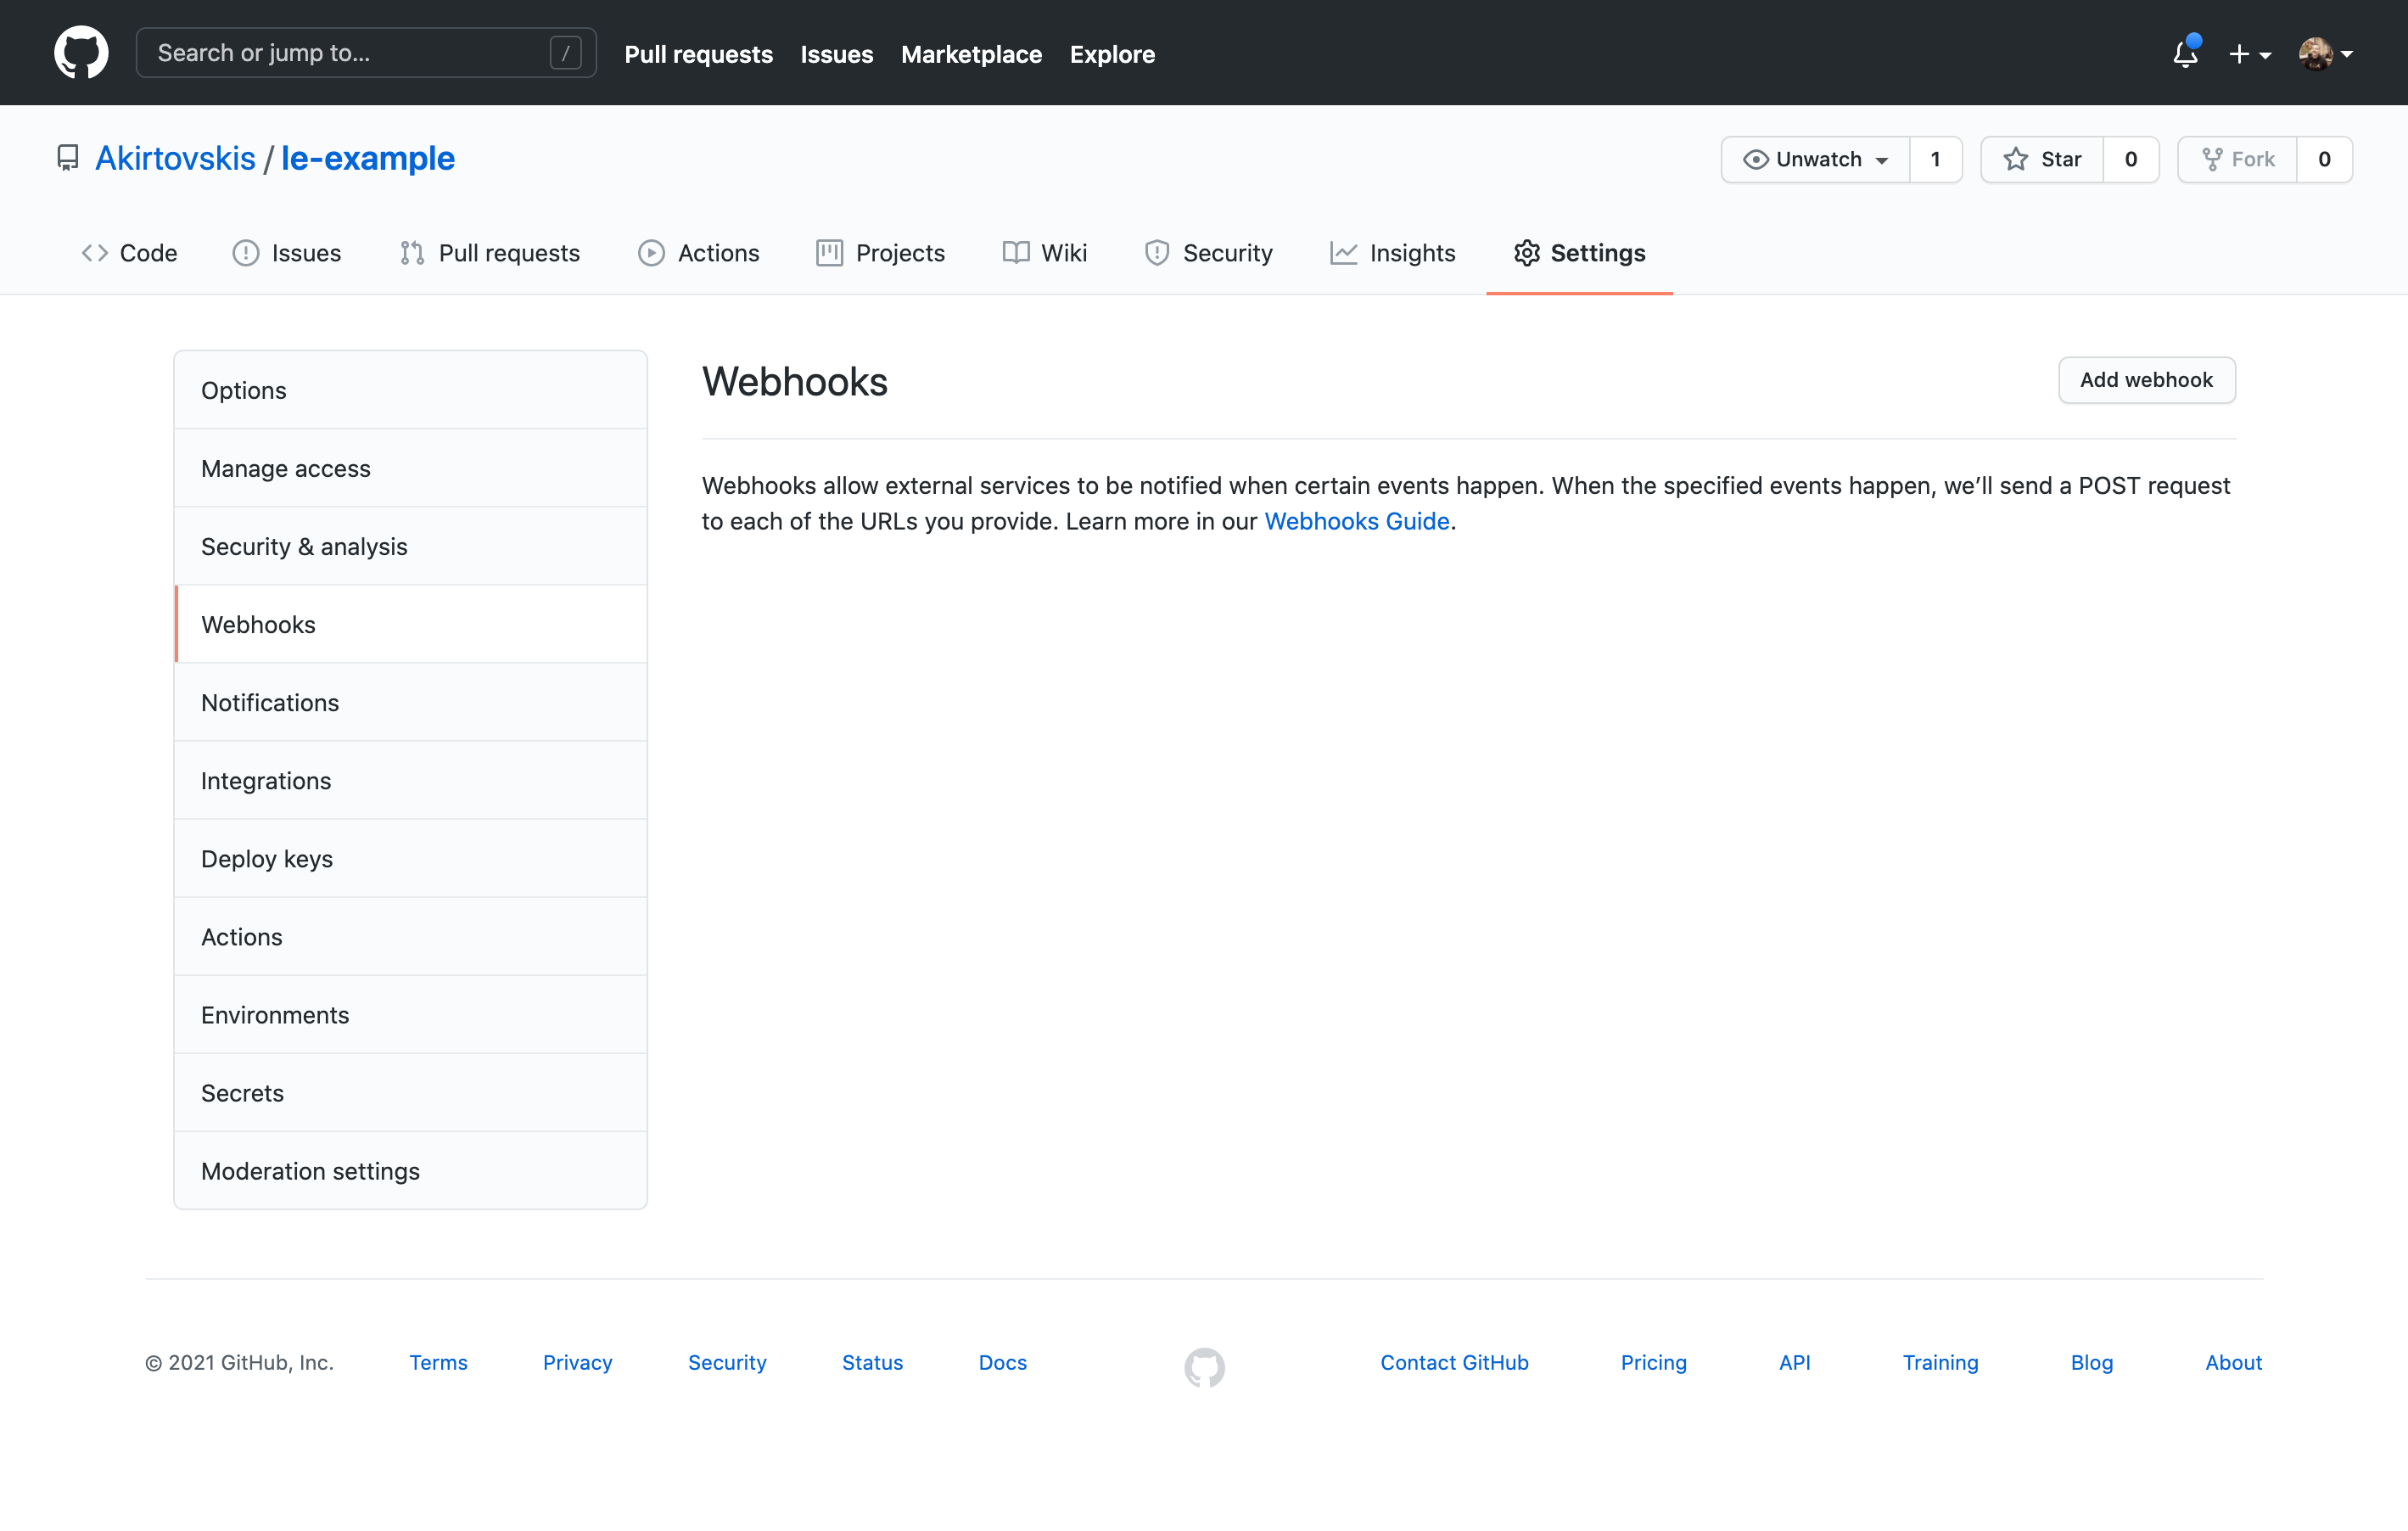 Search or jump to... /
Pull requests Issues Marketplace Explore
Akirtovskis / le-example
Unwatch 1 Star 0 Fork 0
Code Issues Pull requests Actions Projects Wiki Security Insights Settings
Options
Manage access
Security & analysis
Webhooks
Notifications
Integrations
Deploy keys
Actions
Environments
Secrets
Moderation settings
Webhooks
Add webhook
Webhooks allow external services to be notified when certain events happen. When the specified events happen, we’ll send a POST request
to each of the URLs you provide. Learn more in our Webhooks Guide.
© 2021 GitHub, Inc. Terms Privacy Security Status Docs Contact GitHub Pricing API Training Blog About